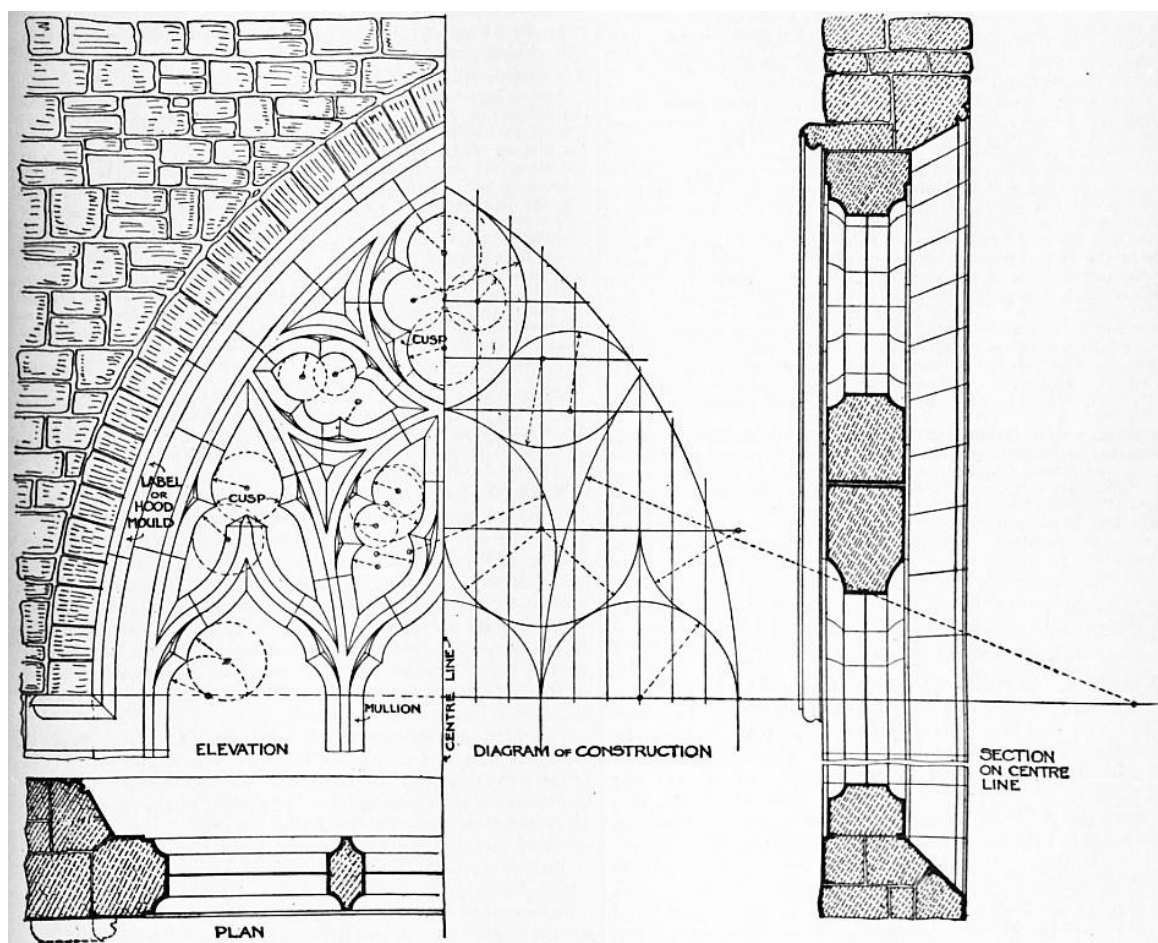 CUSP
CUSP
LABEL
OR
HOOD
MOULD
MULLION
CENTRE LINE
ELEVATION
DIAGRAM OF CONSTRUCTION
SECTION
ON CENTRE
LINE
PLAN